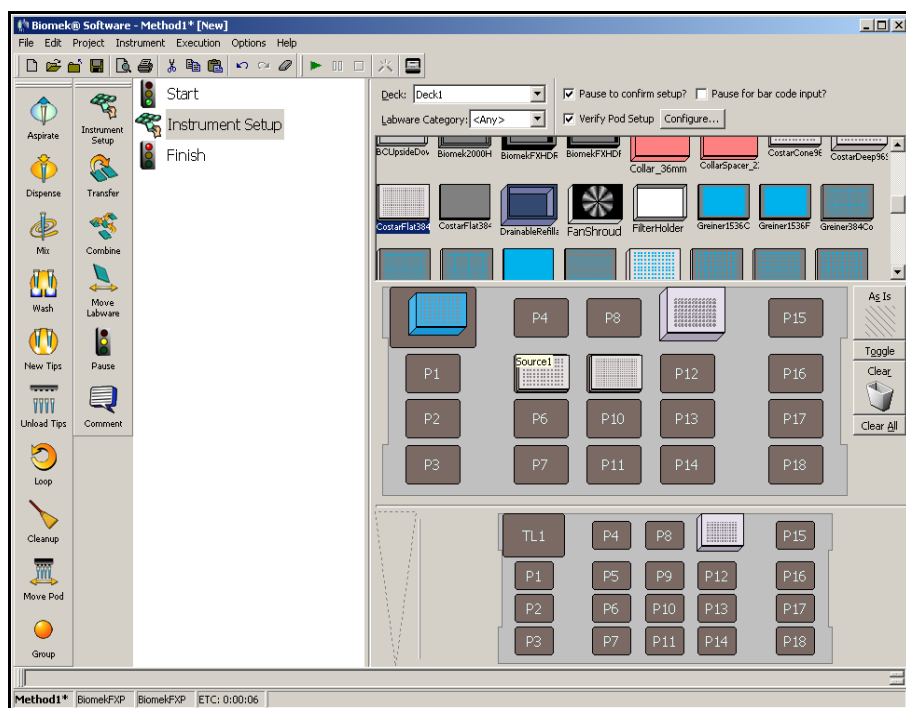 Biomek® Software - Method1* [New]
File Edit Project Instrument Execution Options Help
Aspirate
Dispense
Mix
Wash
New Tips
Unload Tips
Loop
Cleanup
Move Pod
Group
Instrument Setup
Transfer
Combine
Move Labware
Pause
Comment
Start
Instrument Setup
Finish
Deck: Deck1
Pause to confirm setup? Pause for bar code input?
Labware Category: <Any>
Verify Pod Setup Configure...
BCUpsideDov Biomek2000H BiomekFXHDR BiomekFXHDF Collar_36mm CollarSpacer_2: CostarCone96 CostarDeep96:
CostarFlat384 CostarFlat384 DrainableRefilla FanShroud FilterHolder Greiner1536C Greiner1536F Greiner384Co
P4 P8 P15
P1 Source1 P12 P16
P2 P6 P10 P13 P17
P3 P7 P11 P14 P18
As Is
Toggle
Clear
Clear All
TL1 P4 P8 P15
P1 P5 P9 P12 P16
P2 P6 P10 P13 P17
P3 P7 P11 P14 P18
Method1* BiomekFXP BiomekFXP ETC: 0:00:06